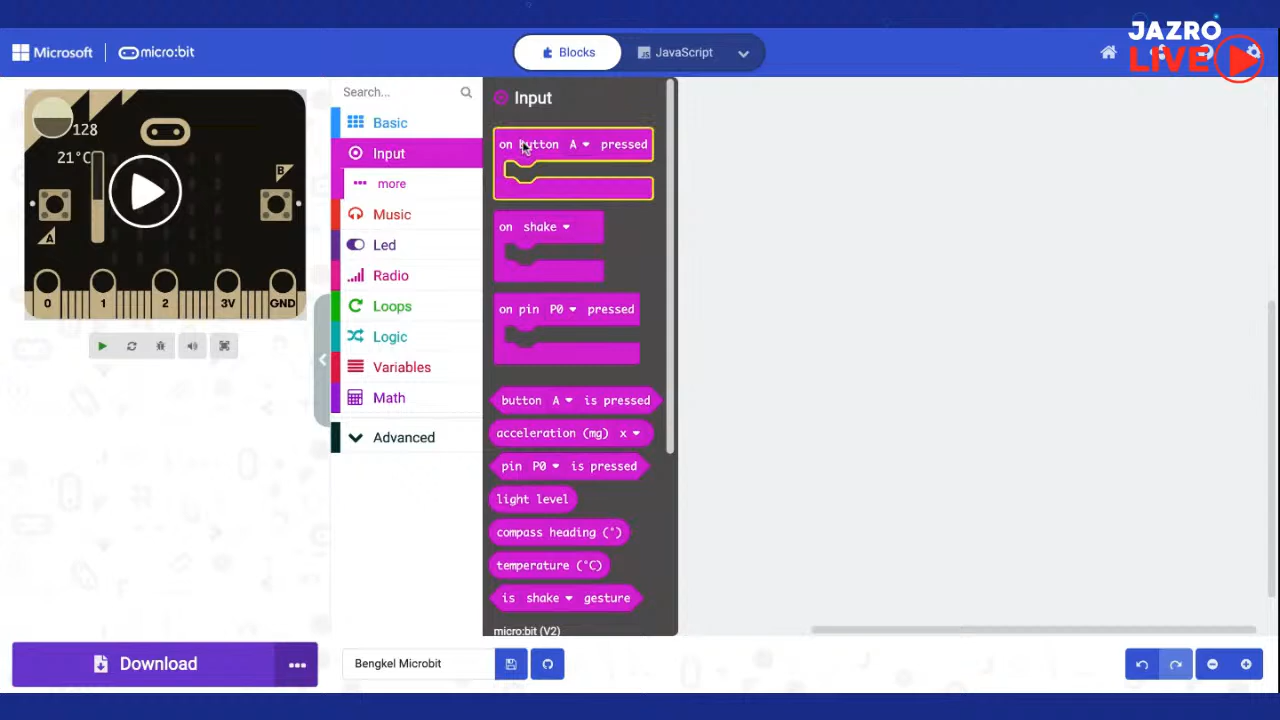 JAZRO
LIVE
Microsoft
micro:bit
Blocks
JavaScript
Search...
Input
128
21°C
B
A
0
1
2
3V
GND
Basic
Input
more
Music
Led
Radio
Loops
Logic
Variables
Math
Advanced
on button A pressed
on shake
on pin P0 pressed
button A is pressed
acceleration (mg) x
pin P0 is pressed
light level
compass heading (°)
temperature (°C)
is shake gesture
micro:bit (V2)
Download
Bengkel Microbit